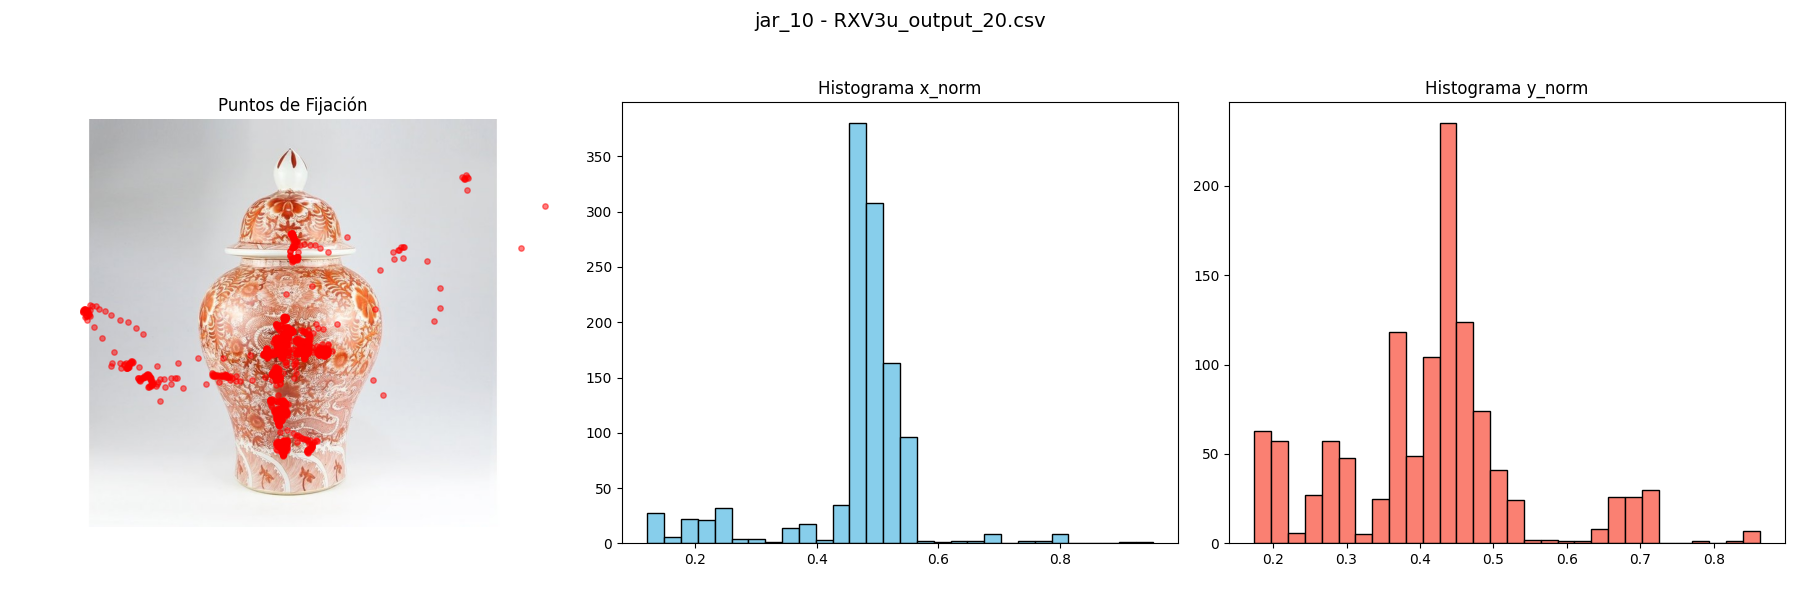 jar_10 - RXV3u_output_20.csv
Puntos de Fijación
Histograma x_norm
350
300
250
200
150
100
50
0
0.2 0.4 0.6 0.8
Histograma y_norm
200
150
100
50
0
0.2 0.3 0.4 0.5 0.6 0.7 0.8